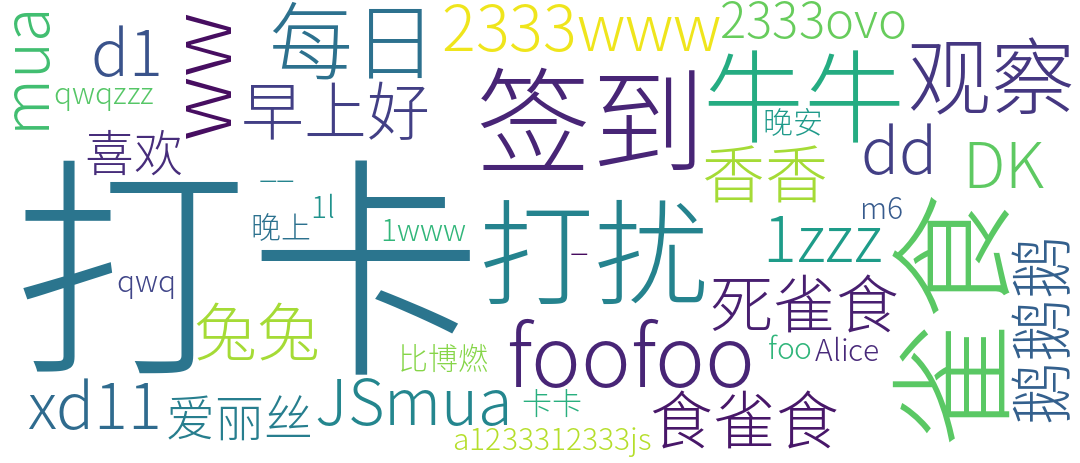 mua
d1
qwqzzz
喜欢
ww
每日
早上好
2333www
2333ovo
签到
牛牛
晚安
香香
观察
dd
DK
m6
打卡
一一
1l
晚上
1www
qwq
兔兔
打扰
一
1zzz
死雀食
雀食
鹅鹅鹅
foofoo
foo
Alice
比博燃
xd11
爱丽丝
JSmua
卡卡
a1233312333js
食雀食